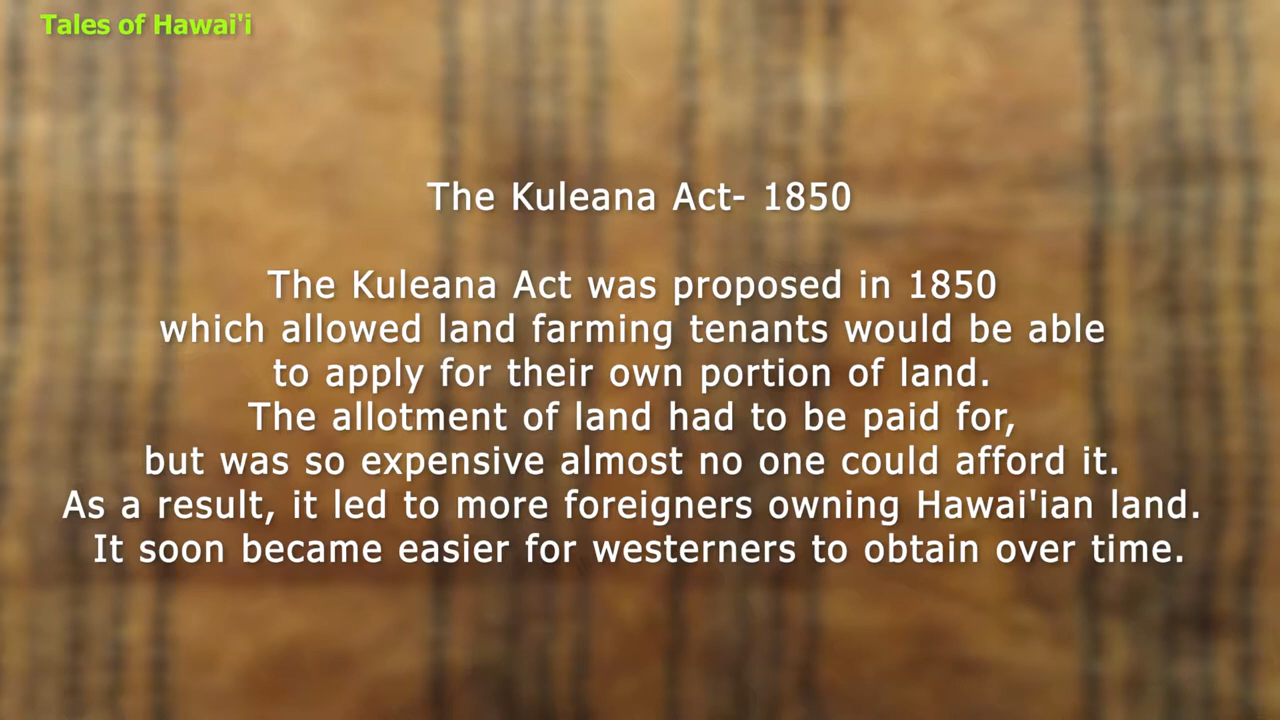 Tales of Hawai'i
The Kuleana Act- 1850
The Kuleana Act was proposed in 1850
which allowed land farming tenants would be able
to apply for their own portion of land.
The allotment of land had to be paid for,
but was so expensive almost no one could afford it.
As a result, it led to more foreigners owning Hawai'ian land.
It soon became easier for westerners to obtain over time.